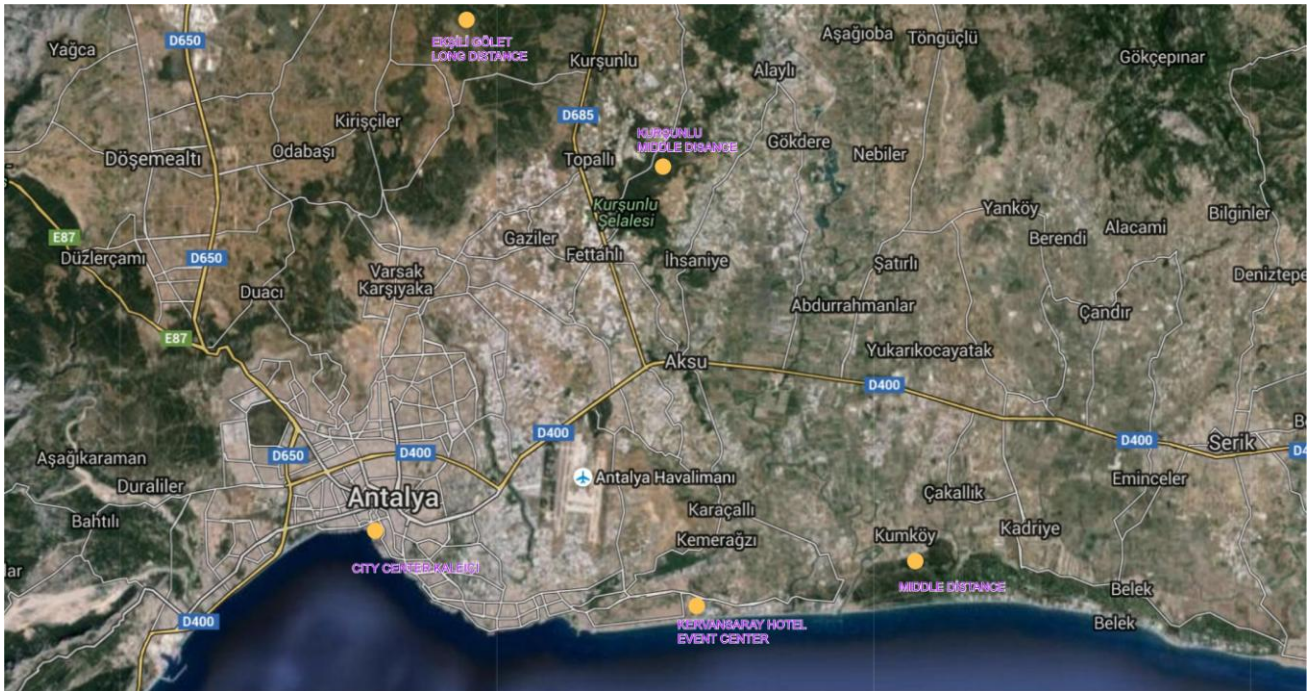 Yağca
D650
EKŞİLİ GÖLET
LONG DISTANCE
Kurşunlu
Aşağıoba
Töngüçlü
Gökçepınar
Alaylı
D685
Kirişçiler
KURŞUNLU
MIDDLE DISANCE
Gökdere
Nebiler
Döşemealtı
Odabaşı
Topallı
Kurşunlu
Şelalesi
Yanköy
Berendi
Alacami
Bilginler
E87
Düzlerçamı
D650
Gaziler
Fettahlı
İhsaniye
Şatırlı
Deniztepe
Varsak
Karşıyaka
Duacı
Abdurrahmanlar
Çandır
E87
Aksu
Yukarıkocayatak
D400
D400
D400
Serik
D650
D400
Aşağıkaraman
Duraliler
Antalya
Antalya Havalimanı
Çakallık
Eminceler
Bahtılı
Karaçallı
Kemerağzı
Kumköy
Kadriye
CITY CENTER KALEICI
MIDDLE DİSTANCE
Belek
Belek
D400
KERVANSARAY HOTEL
EVENT CENTER